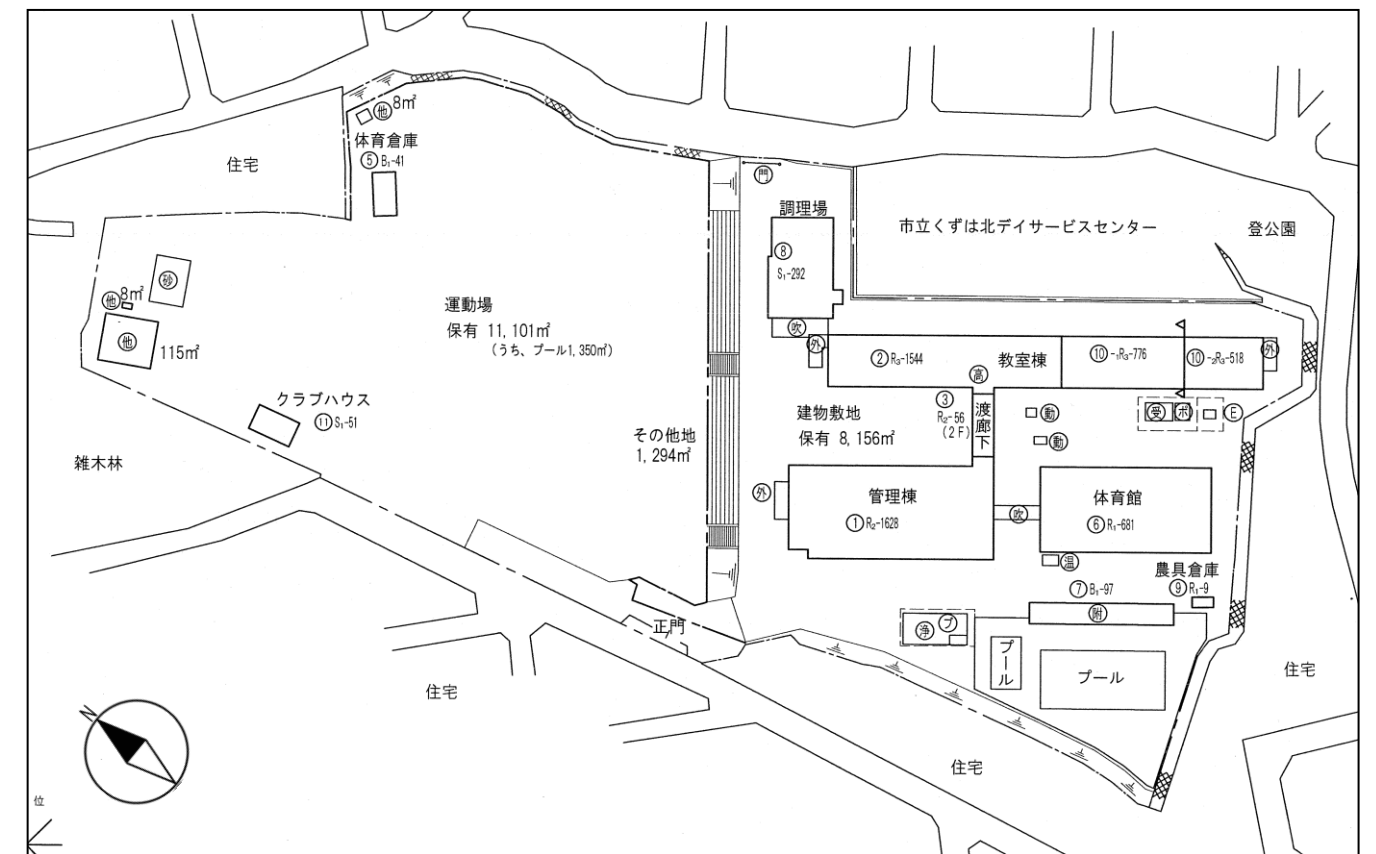 他 8㎡
体育倉庫
⑤ B₁-41
住宅
門
調理場
⑧
S₁-292
市立くずは北デイサービスセンター
登公園
砂
他 8㎡
他
115㎡
運動場
保有 11,101㎡
(うち、プール1,350㎡)
吹
外
② R₃-1544
教室棟
⑩-₁R₃-776
⑩-₂R₃-518
外
高
クラブハウス
⑪ S₁-51
③
R₂-56
(2F)
渡廊下
建物敷地
保有 8,156㎡
動
動
受
ポ
E
その他地
1,294㎡
雑木林
外
管理棟
① R₂-1628
吹
体育館
⑥ R₁-681
温
農具倉庫
⑨ R₁-9
⑦ B₁-97
附
浄
プ
正門
プール
プール
住宅
住宅
住宅
N
位